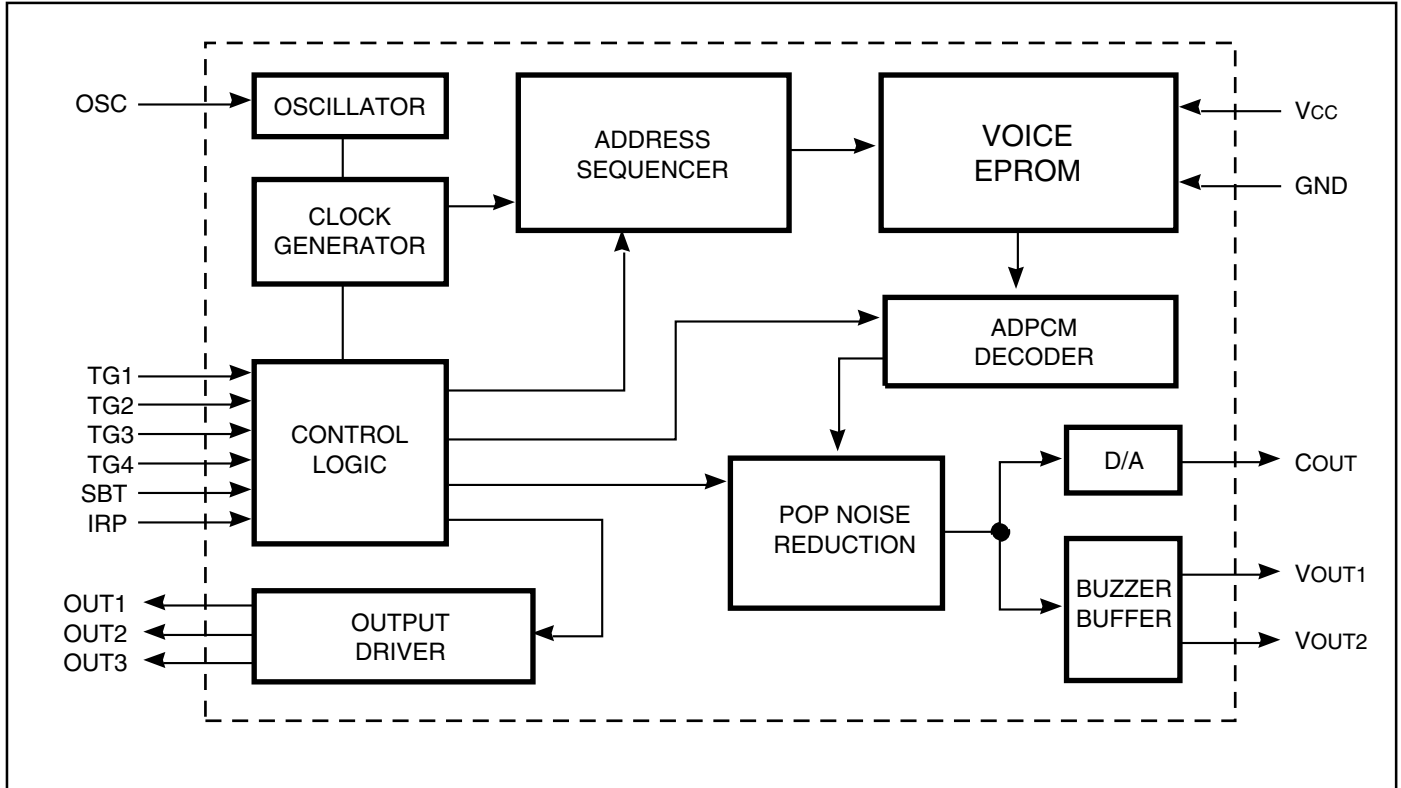 OSC
OSCILLATOR
CLOCK
GENERATOR
ADDRESS
SEQUENCER
VOICE
EPROM
VCC
GND
ADPCM
DECODER
TG1
TG2
TG3
TG4
SBT
IRP
CONTROL
LOGIC
POP NOISE
REDUCTION
D/A
COUT
BUZZER
BUFFER
VOUT1
VOUT2
OUT1
OUT2
OUT3
OUTPUT
DRIVER